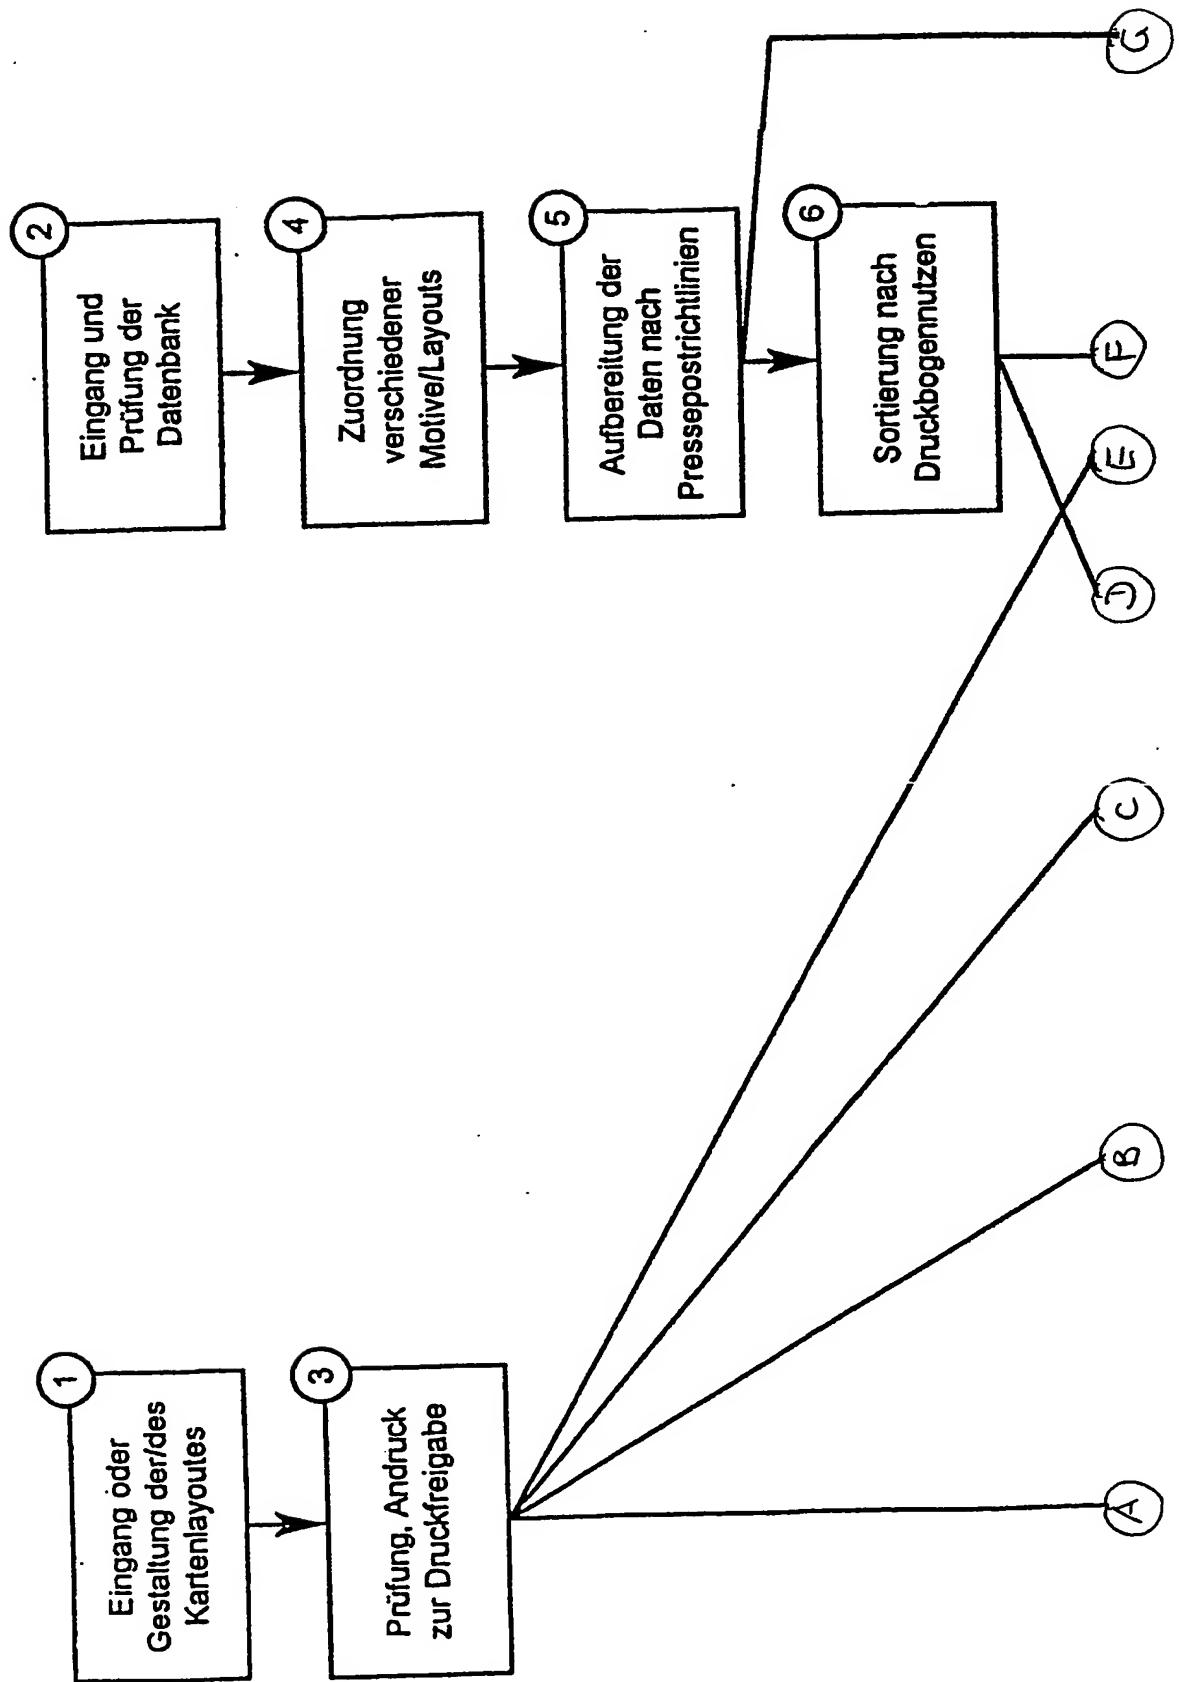 1
Eingang oder
Gestaltung der/des
Kartenlayoutes
3
Prüfung, Andruck
zur Druckfreigabe
2
Eingang und
Prüfung der
Datenbank
4
Zuordnung
verschiedener
Motive/Layouts
5
Aufbereitung der
Daten nach
Pressepostrichtlinien
6
Sortierung nach
Druckbogennutzen
A
B
C
D
E
F
G